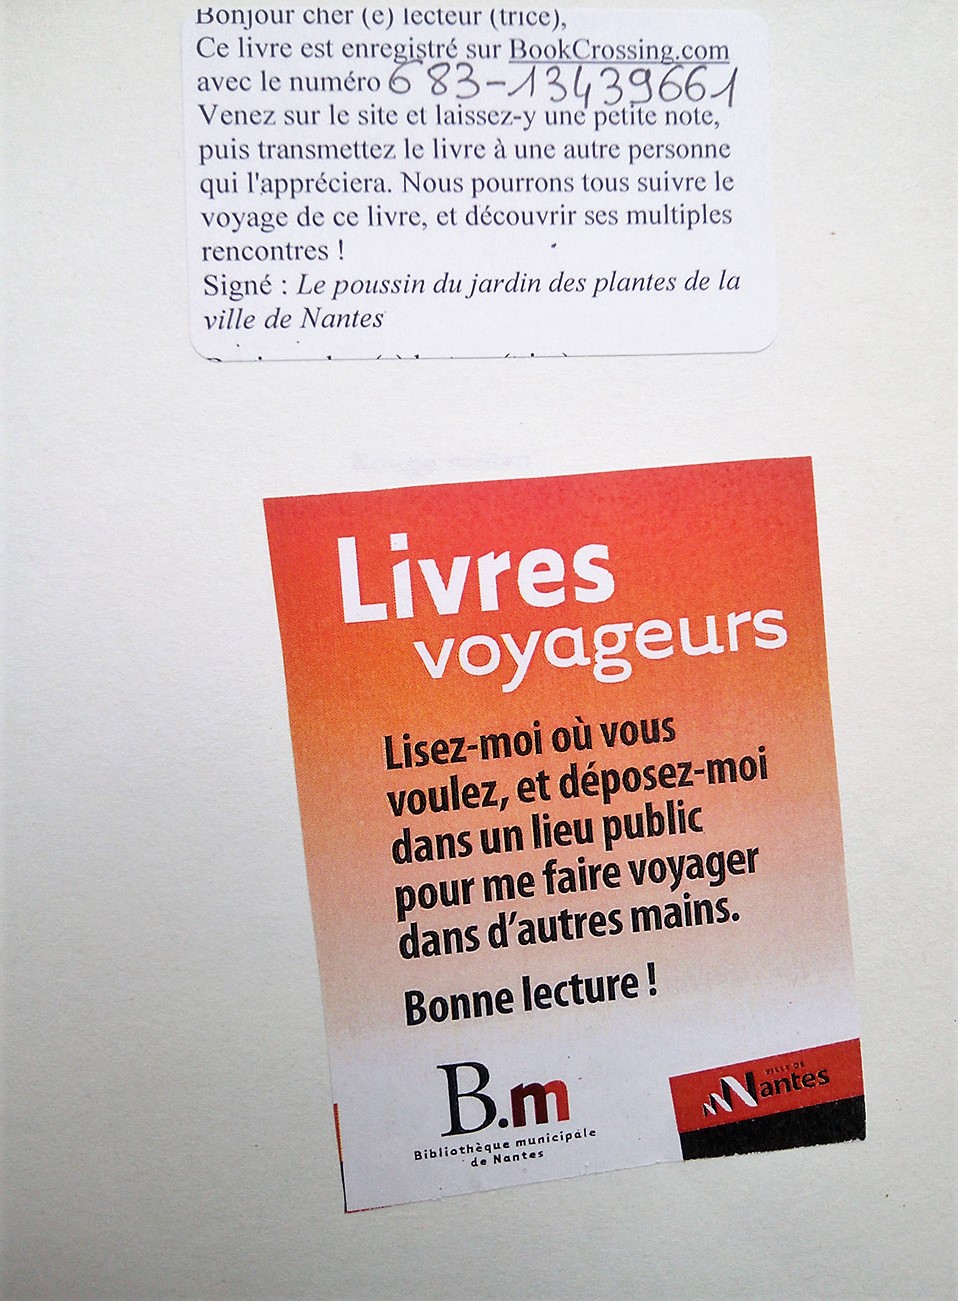 Bonjour cher (e) lecteur (trice),
Ce livre est enregistré sur BookCrossing.com
avec le numéro 683-13439661
Venez sur le site et laissez-y une petite note,
puis transmettez le livre à une autre personne
qui l'appréciera. Nous pourrons tous suivre le
voyage de ce livre, et découvrir ses multiples
rencontres !
Signé : Le poussin du jardin des plantes de la
ville de Nantes
Livres
voyageurs
Lisez-moi où vous
voulez, et déposez-moi
dans un lieu public
pour me faire voyager
dans d'autres mains.
Bonne lecture !
B.m
Bibliothèque municipale
de Nantes
VILLE DE
Nantes